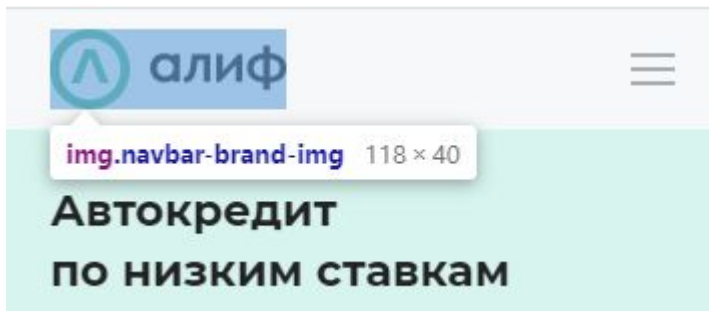 алиф
img.navbar-brand-img 118 × 40
Автокредит
по низким ставкам